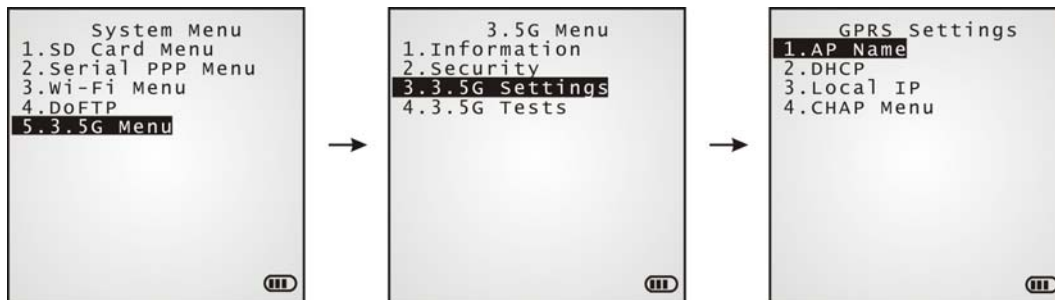 System Menu
1.SD Card Menu
2.Serial PPP Menu
3.Wi-Fi Menu
4.DoFTP
5.3.5G Menu
3.5G Menu
1.Information
2.Security
3.3.5G Settings
4.3.5G Tests
GPRS Settings
1.AP Name
2.DHCP
3.Local IP
4.CHAP Menu